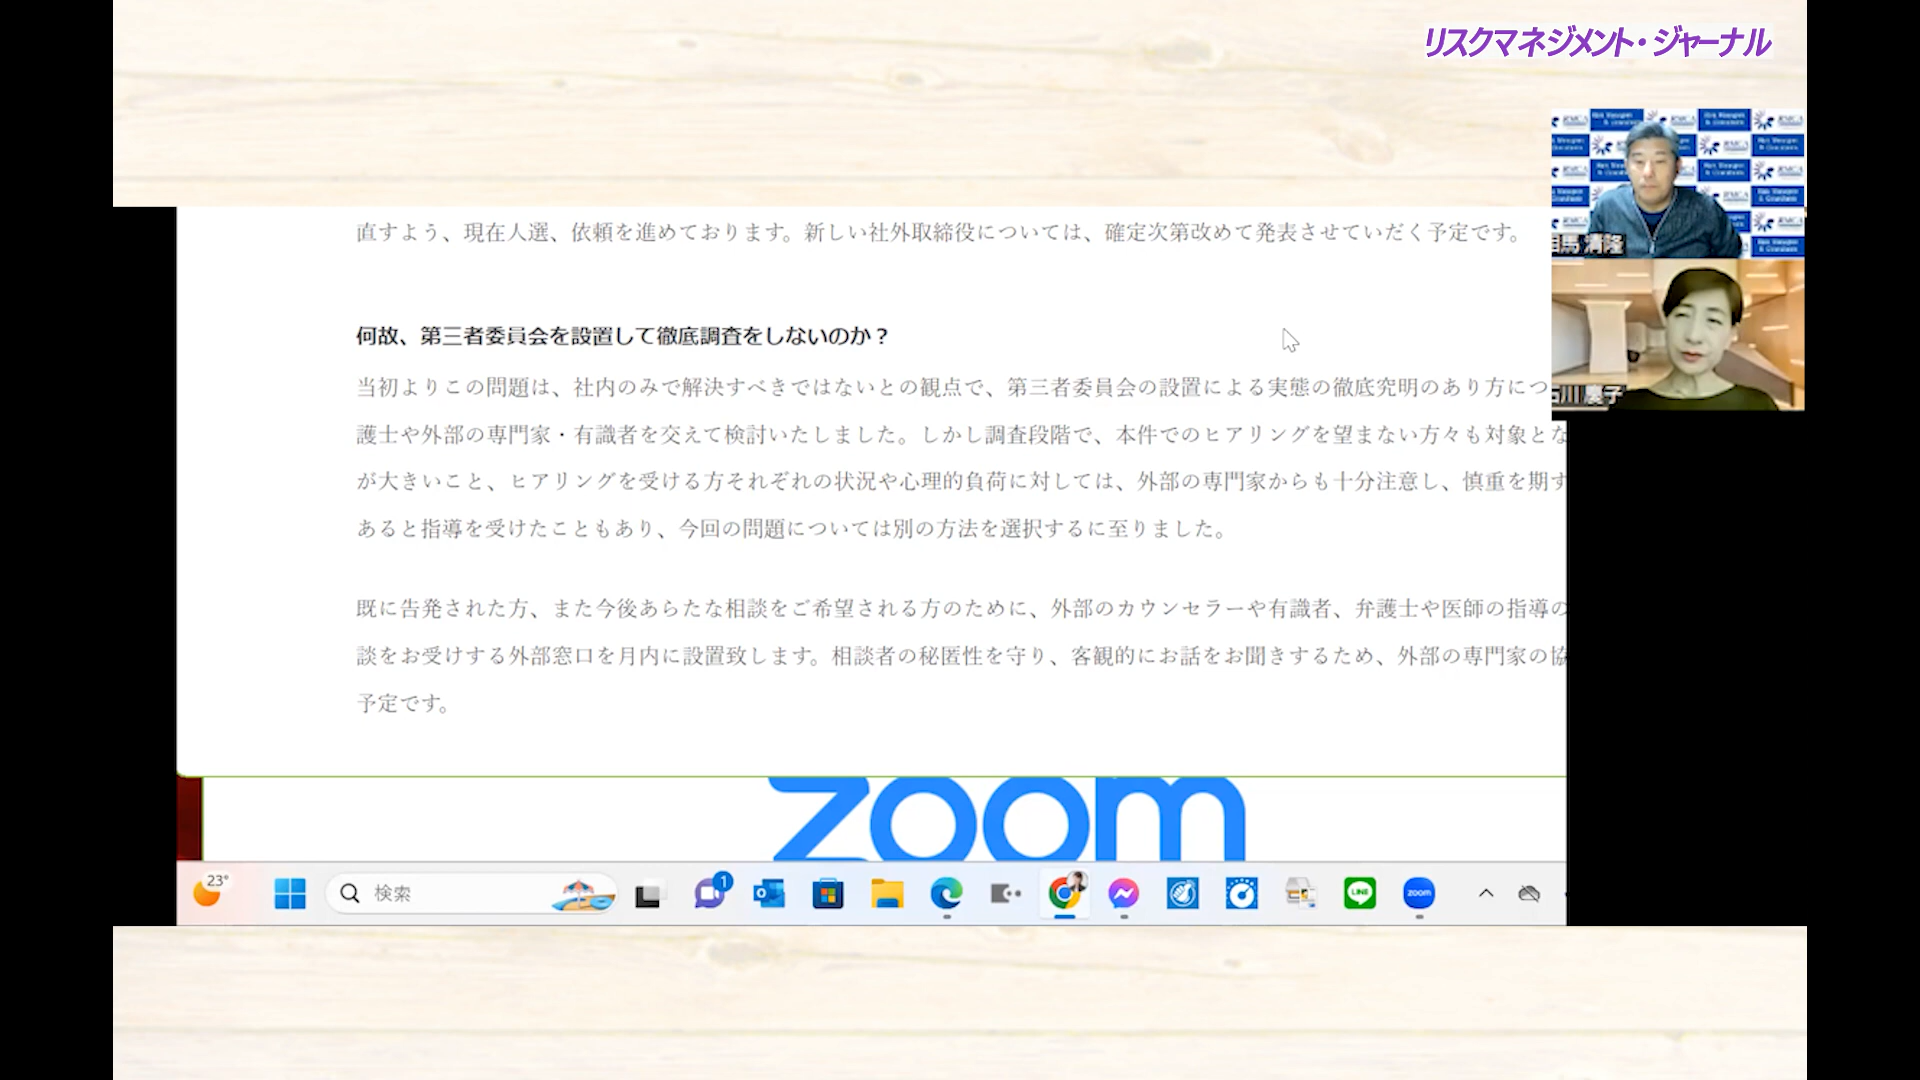 リスクマネジメント・ジャーナル
直すよう、現在人選、依頼を進めております。新しい社外取締役については、確定次第改めて発表させていだく予定です。
何故、第三者委員会を設置して徹底調査をしないのか？
当初よりこの問題は、社内のみで解決すべきではないとの観点で、第三者委員会の設置による実態の徹底究明のあり方につ
護士や外部の専門家・有識者を交えて検討いたしました。しかし調査段階で、本件でのヒアリングを望まない方々も対象とな
が大きいこと、ヒアリングを受ける方それぞれの状況や心理的負荷に対しては、外部の専門家からも十分注意し、慎重を期す
あると指導を受けたこともあり、今回の問題については別の方法を選択するに至りました。
既に告発された方、また今後あらたな相談をご希望される方のために、外部のカウンセラーや有識者、弁護士や医師の指導の
談をお受けする外部窓口を月内に設置致します。相談者の秘匿性を守り、客観的にお話をお聞きするため、外部の専門家の協
予定です。
相馬 清隆
石川 慶子
RMCA
zoom
23°
検索
1
LINE
zoom